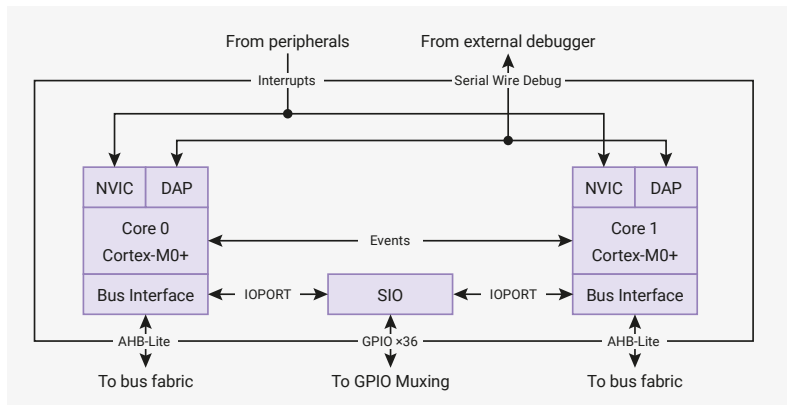 From peripherals
From external debugger
Interrupts
Serial Wire Debug
NVIC
DAP
NVIC
DAP
Core 0
Cortex-M0+
Core 1
Cortex-M0+
Events
Bus Interface
IOPORT
SIO
IOPORT
Bus Interface
AHB-Lite
GPIO ×36
AHB-Lite
To bus fabric
To GPIO Muxing
To bus fabric